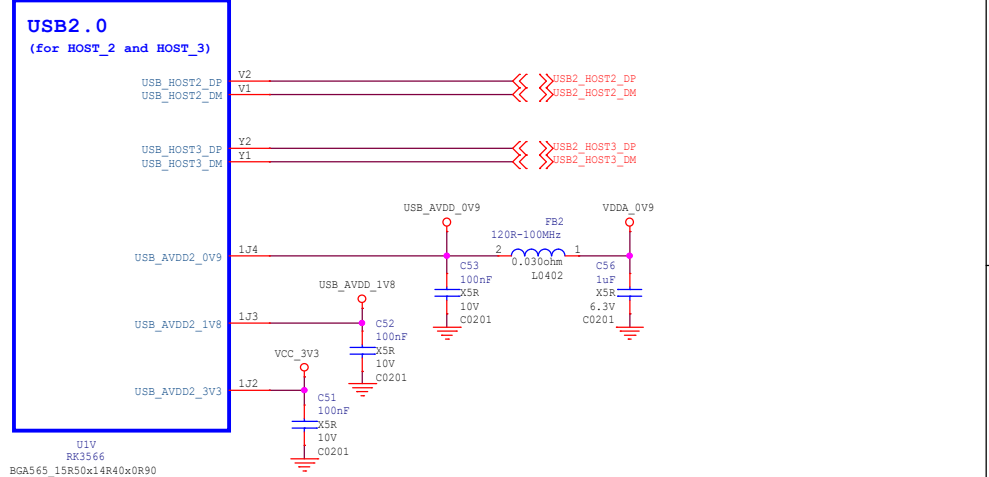 USB2.0
(for HOST_2 and HOST_3)
USB_HOST2_DP V2 USB2_HOST2_DP
USB_HOST2_DM V1 USB2_HOST2_DM
USB_HOST3_DP Y2 USB2_HOST3_DP
USB_HOST3_DM Y1 USB2_HOST3_DM
USB_AVDD_0V9 VDDA_0V9
FB2
120R-100MHz
USB_AVDD2_0V9 1J4 2 1
0.030ohm
L0402
C53
100nF
X5R
10V
C0201
C56
1uF
X5R
6.3V
C0201
USB_AVDD_1V8
USB_AVDD2_1V8 1J3
C52
100nF
X5R
10V
C0201
VCC_3V3
USB_AVDD2_3V3 1J2
C51
100nF
X5R
10V
C0201
U1V
RK3566
BGA565_15R50x14R40x0R90